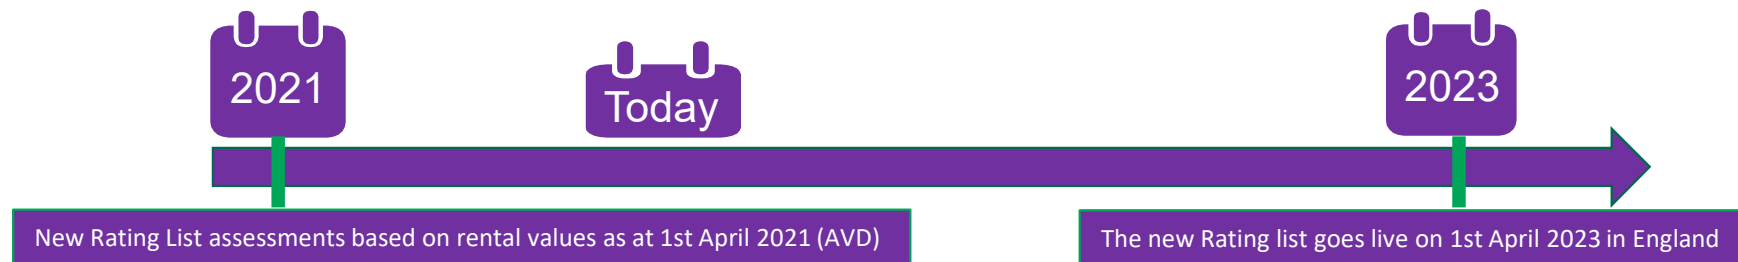 2021
Today
2023
New Rating List assessments based on rental values as at 1st April 2021 (AVD)
The new Rating list goes live on 1st April 2023 in England